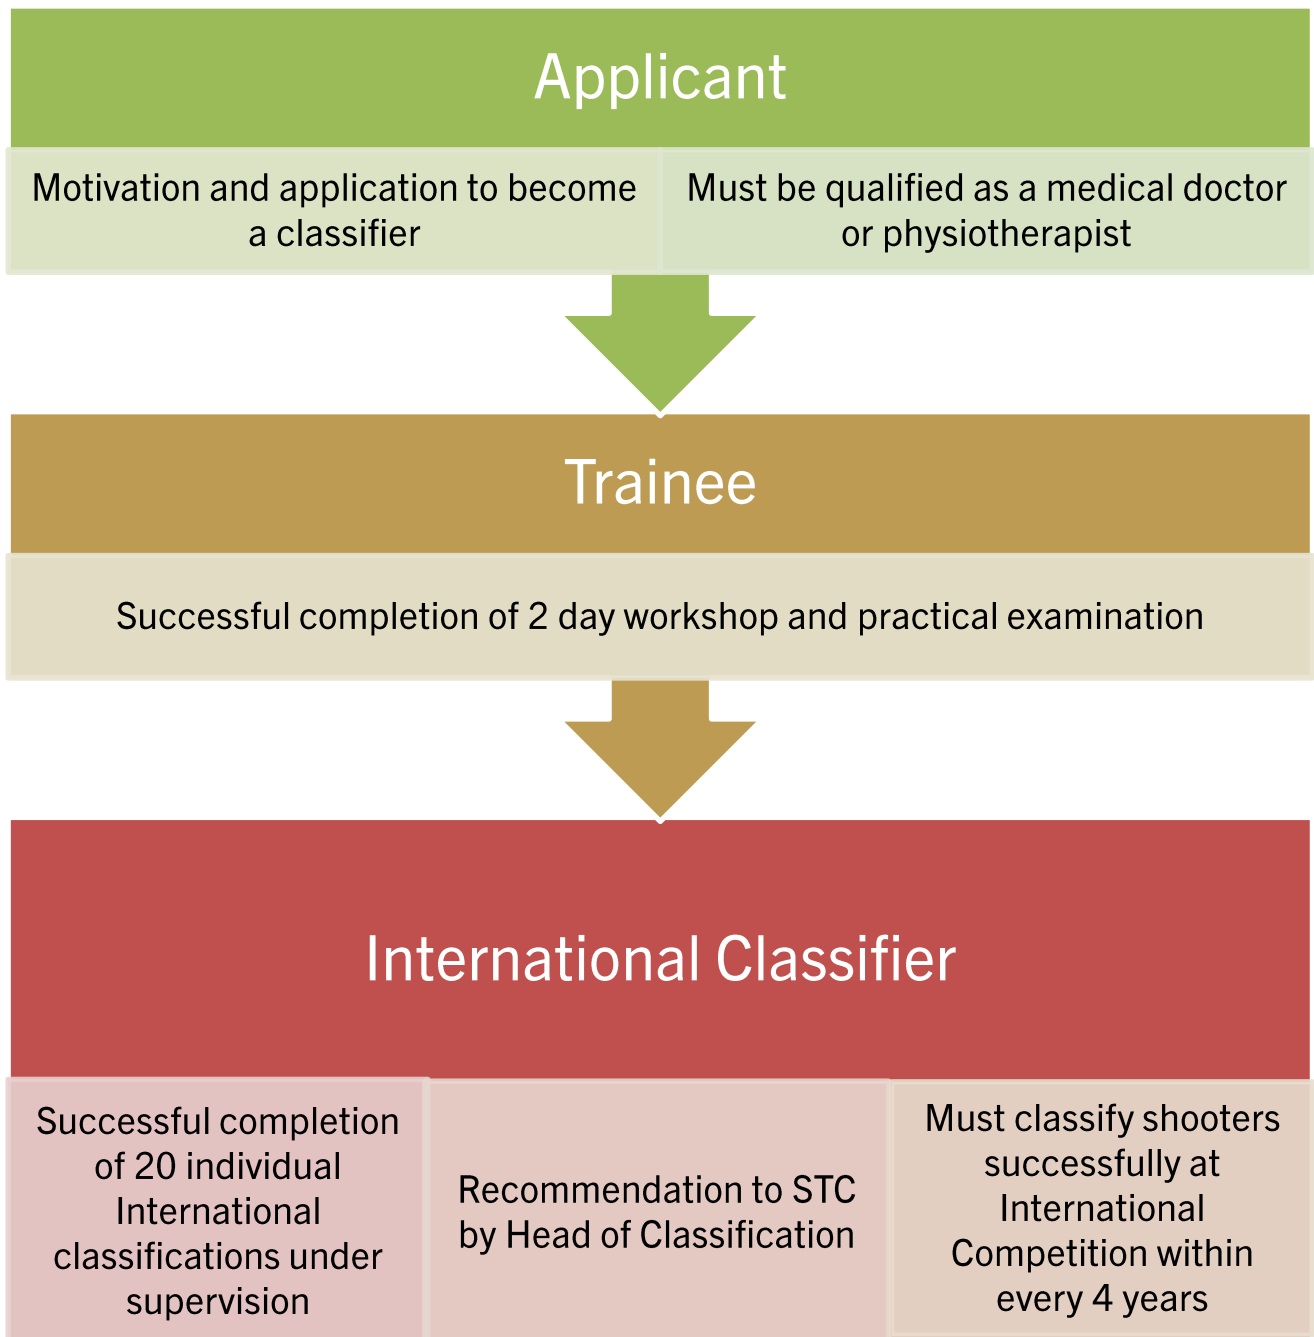 Applicant
Motivation and application to become
a classifier
Must be qualified as a medical doctor
or physiotherapist
Trainee
Successful completion of 2 day workshop and practical examination
International Classifier
Successful completion
of 20 individual
International
classifications under
supervision
Recommendation to STC
by Head of Classification
Must classify shooters
successfully at
International
Competition within
every 4 years